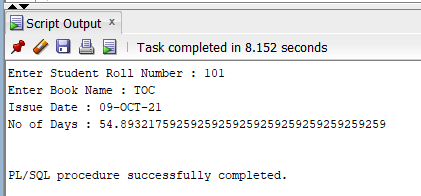 Script Output ×
Task completed in 8.152 seconds
Enter Student Roll Number : 101
Enter Book Name : TOC
Issue Date : 09-OCT-21
No of Days : 54.89321759259259259259259259259259259259
PL/SQL procedure successfully completed.